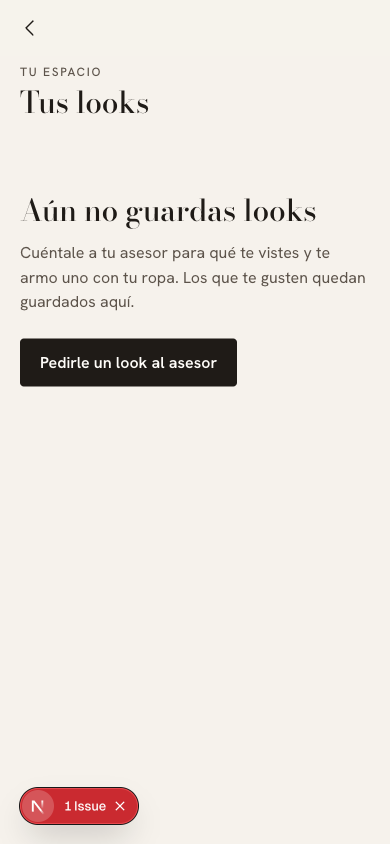 TU ESPACIO
Tus looks
Aún no guardas looks
Cuéntale a tu asesor para qué te vistes y te
armo uno con tu ropa. Los que te gusten quedan
guardados aquí.
Pedirle un look al asesor
N 1 Issue